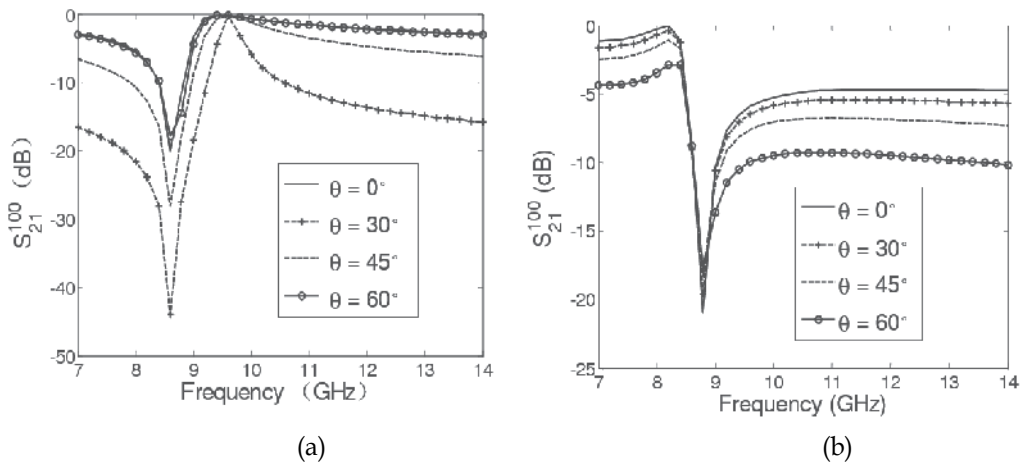 S₂₁¹⁰⁰ (dB)
0
-10
-20
-30
-40
-50
θ = 0°
θ = 30°
θ = 45°
θ = 60°
7 8 9 10 11 12 13 14
Frequency (GHz)
(a)
S₂₁¹⁰⁰ (dB)
0
-5
-10
-15
-20
-25
θ = 0°
θ = 30°
θ = 45°
θ = 60°
7 8 9 10 11 12 13 14
Frequency (GHz)
(b)